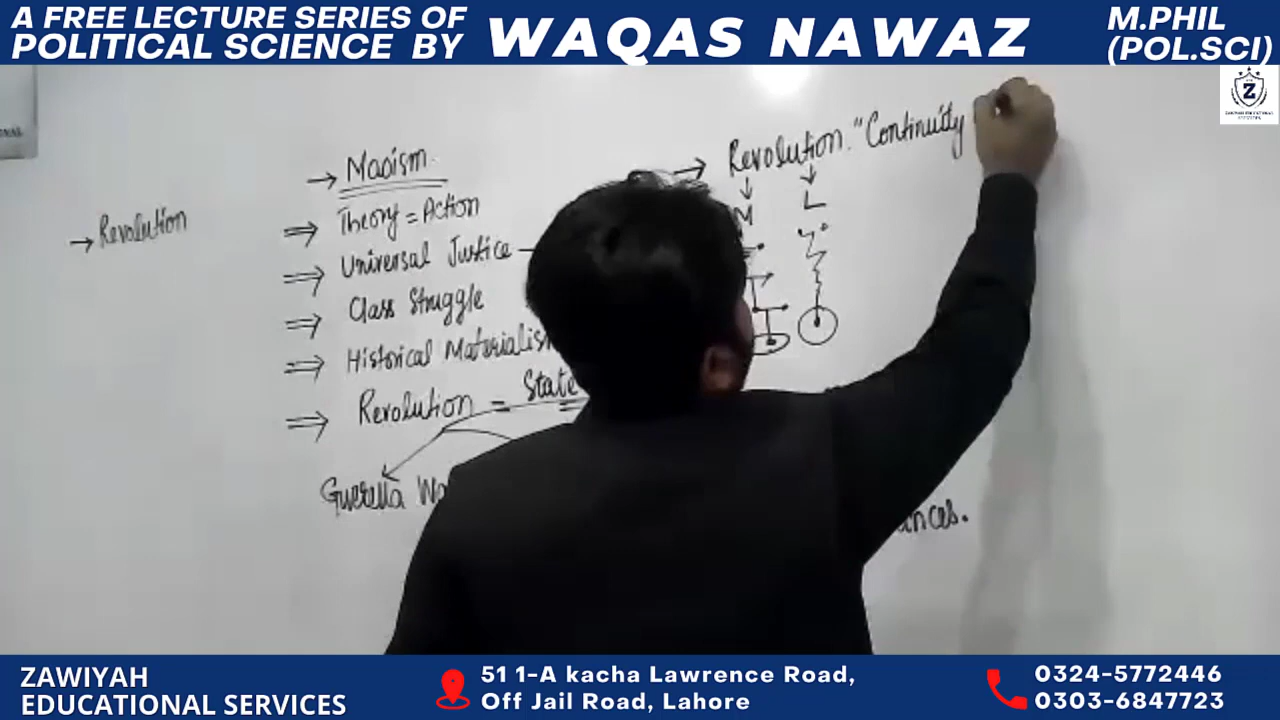 A FREE LECTURE SERIES OF
POLITICAL SCIENCE BY
WAQAS NAWAZ
M.PHIL
(POL.SCI)
Z
→ Maoism
→ Revolution
⇒ Theory = Action
⇒ Universal Justice
⇒ Class Struggle
⇒ Historical Materialism
⇒ Revolution = State
Guerella
→ Revolution. "Continuity
M L
ZAWIYAH
EDUCATIONAL SERVICES
51 1-A kacha Lawrence Road,
Off Jail Road, Lahore
0324-5772446
0303-6847723